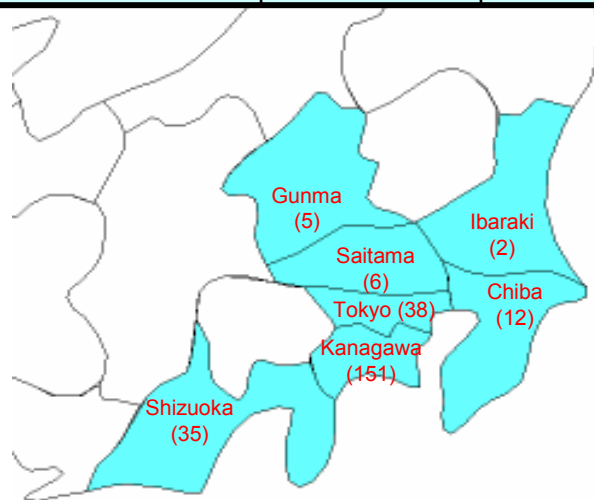 Gunma
(5)
Ibaraki
(2)
Saitama
(6)
Chiba
(12)
Tokyo (38)
Kanagawa
(151)
Shizuoka
(35)